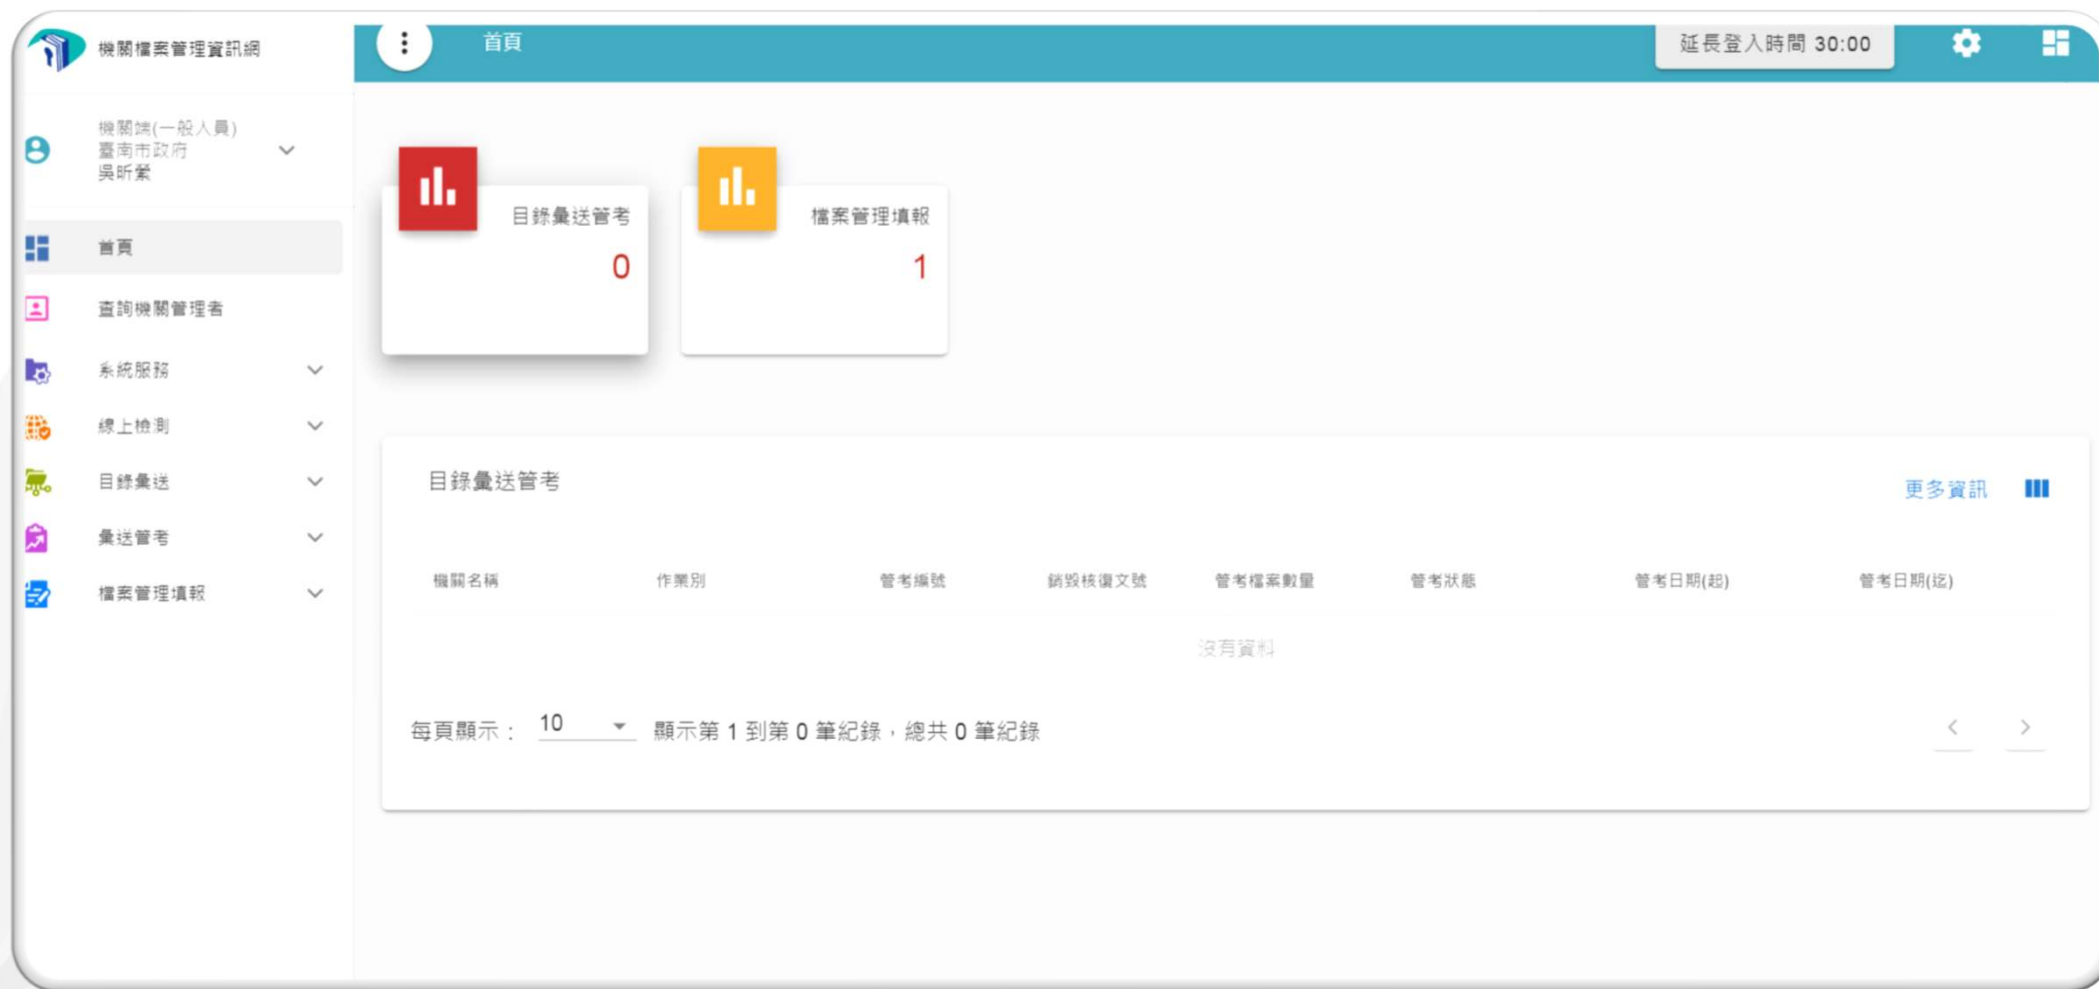 機關檔案管理資訊網
首頁
延長登入時間 30:00
機關端(一般人員)
臺南市政府
吳昕縈
首頁
查詢機關管理者
系統服務
線上檢測
目錄彙送
彙送管考
檔案管理填報
目錄彙送管考
0
檔案管理填報
1
目錄彙送管考
更多資訊
機關名稱 作業別 管考編號 銷毀核復文號 管考檔案數量 管考狀態 管考日期(起) 管考日期(迄)
沒有資料
每頁顯示： 10 顯示第 1 到第 0 筆紀錄，總共 0 筆紀錄